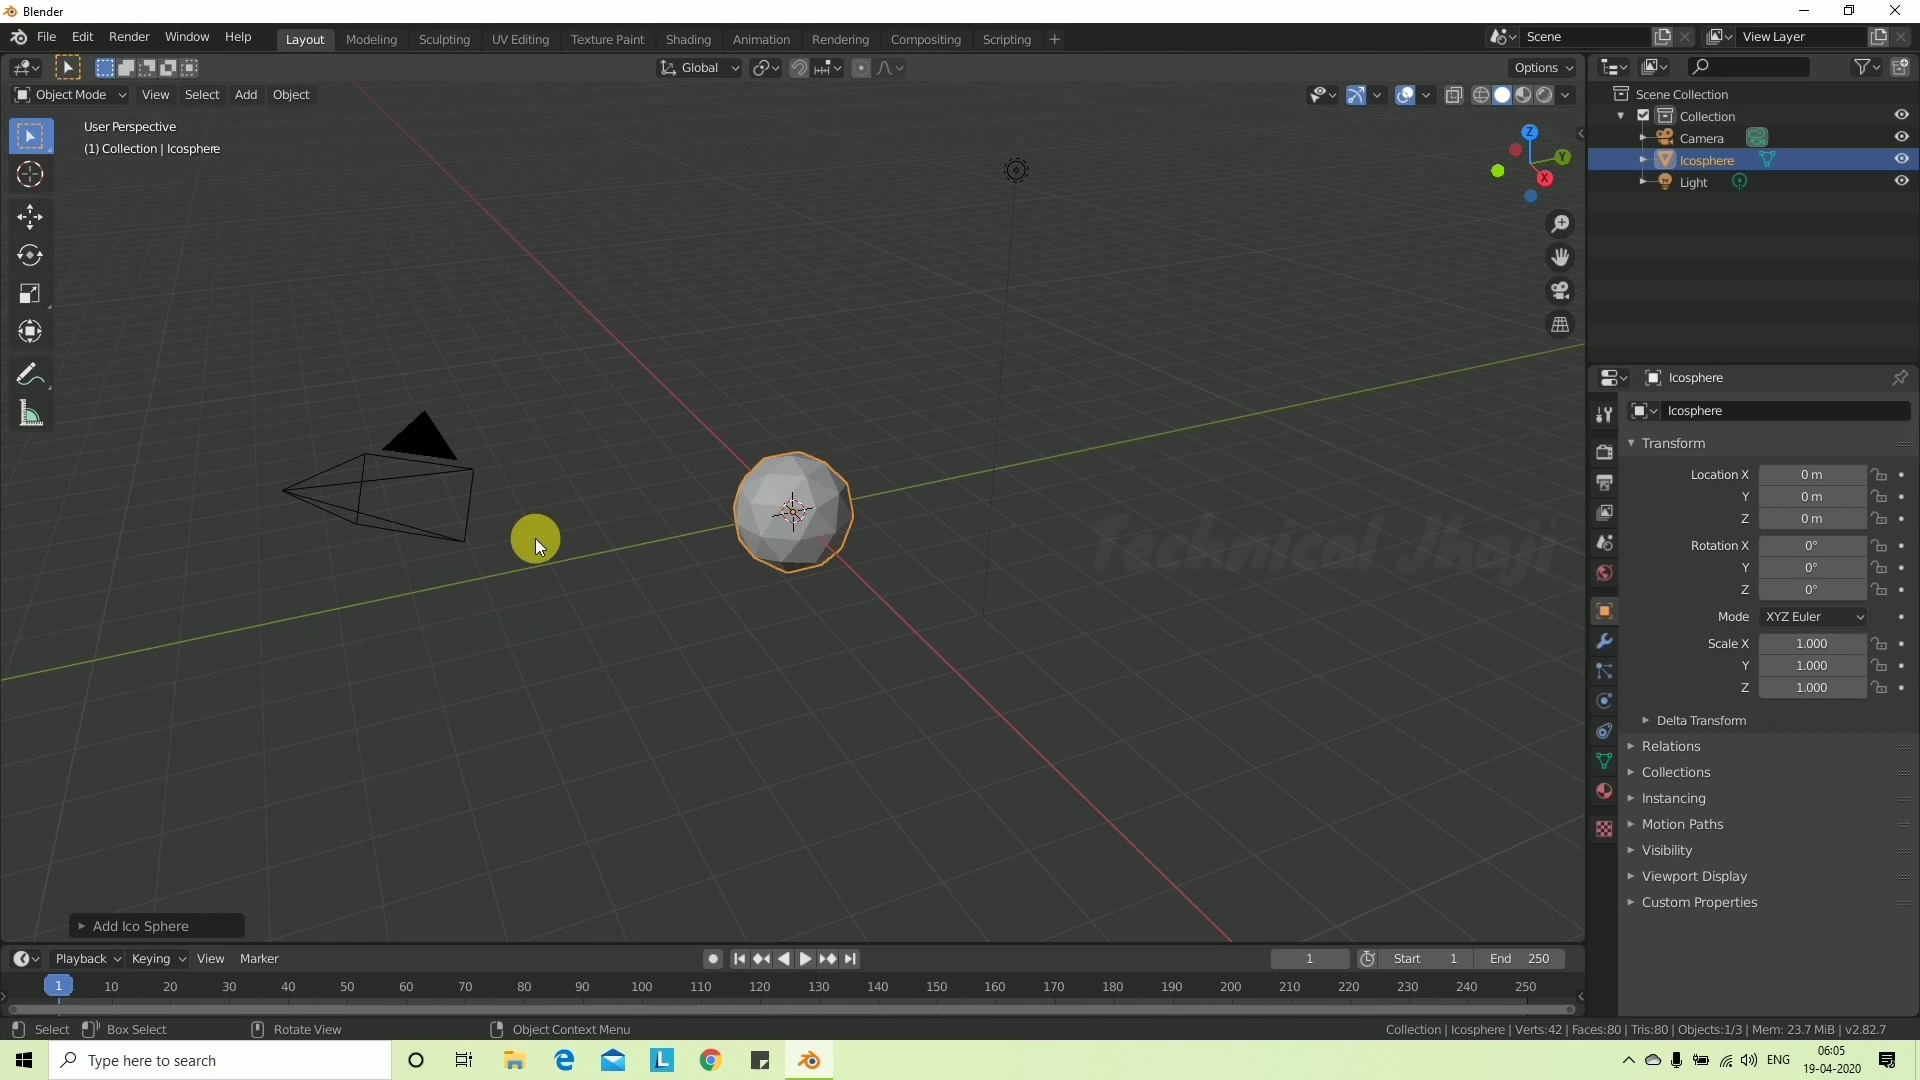 Blender
File Edit Render Window Help Layout Modeling Sculpting UV Editing Texture Paint Shading Animation Rendering Compositing Scripting + Scene View Layer
Global Options
Object Mode View Select Add Object
User Perspective
(1) Collection | Icosphere
Z
Y
X
Scene Collection
Collection
Camera
Icosphere
Light
Icosphere
Icosphere
Transform
Location X 0 m
Y 0 m
Z 0 m
Rotation X 0°
Y 0°
Z 0°
Mode XYZ Euler
Scale X 1.000
Y 1.000
Z 1.000
Delta Transform
Relations
Collections
Instancing
Motion Paths
Visibility
Viewport Display
Custom Properties
Technical Jhaji
Add Ico Sphere
Playback Keying View Marker 1 Start 1 End 250
1 10 20 30 40 50 60 70 80 90 100 110 120 130 140 150 160 170 180 190 200 210 220 230 240 250
Select Box Select Rotate View Object Context Menu Collection | Icosphere | Verts:42 | Faces:80 | Tris:80 | Objects:1/3 | Mem: 23.7 MiB | v2.82.7
Type here to search
L
ENG
06:05
19-04-2020